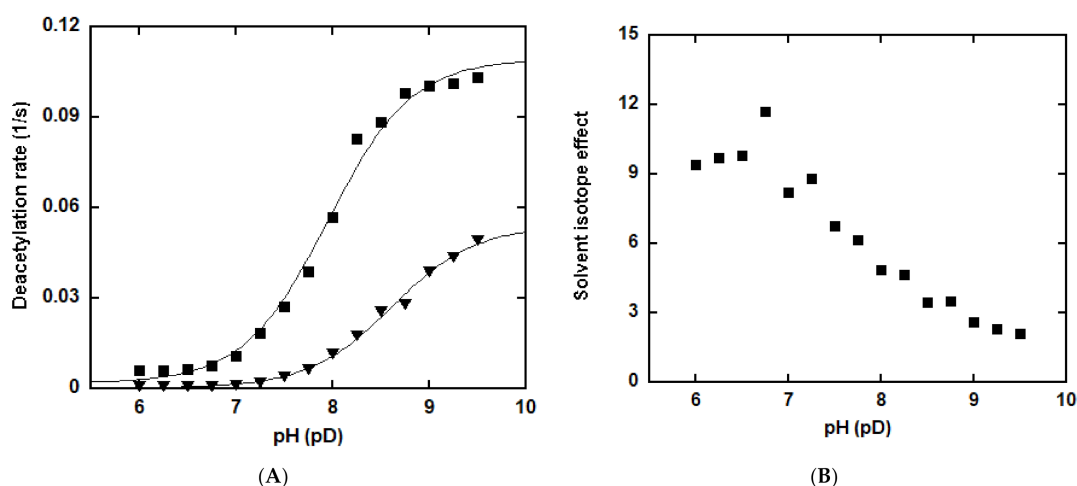 0.12
0.09
0.06
0.03
0
Deacetylation rate (1/s)
6 7 8 9 10
pH (pD)
(A)
15
12
9
6
3
0
Solvent isotope effect
6 7 8 9 10
pH (pD)
(B)